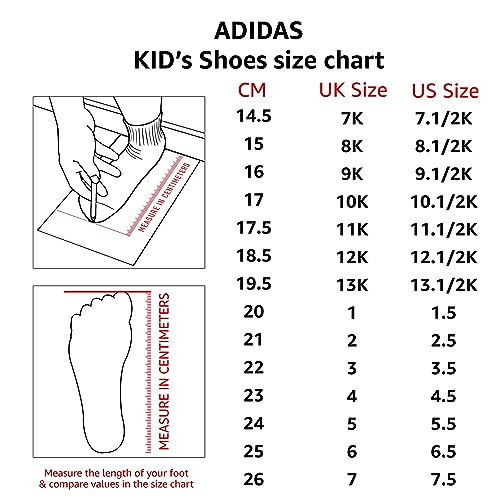 ADIDAS
KID's Shoes size chart
CM UK Size US Size
14.5 7K 7.1/2K
15 8K 8.1/2K
16 9K 9.1/2K
17 10K 10.1/2K
17.5 11K 11.1/2K
18.5 12K 12.1/2K
19.5 13K 13.1/2K
20 1 1.5
21 2 2.5
22 3 3.5
23 4 4.5
24 5 5.5
25 6 6.5
26 7 7.5
MEASURE IN CENTIMETERS
MEASURE IN CENTIMETERS
Measure the length of your foot
& compare values in the size chart